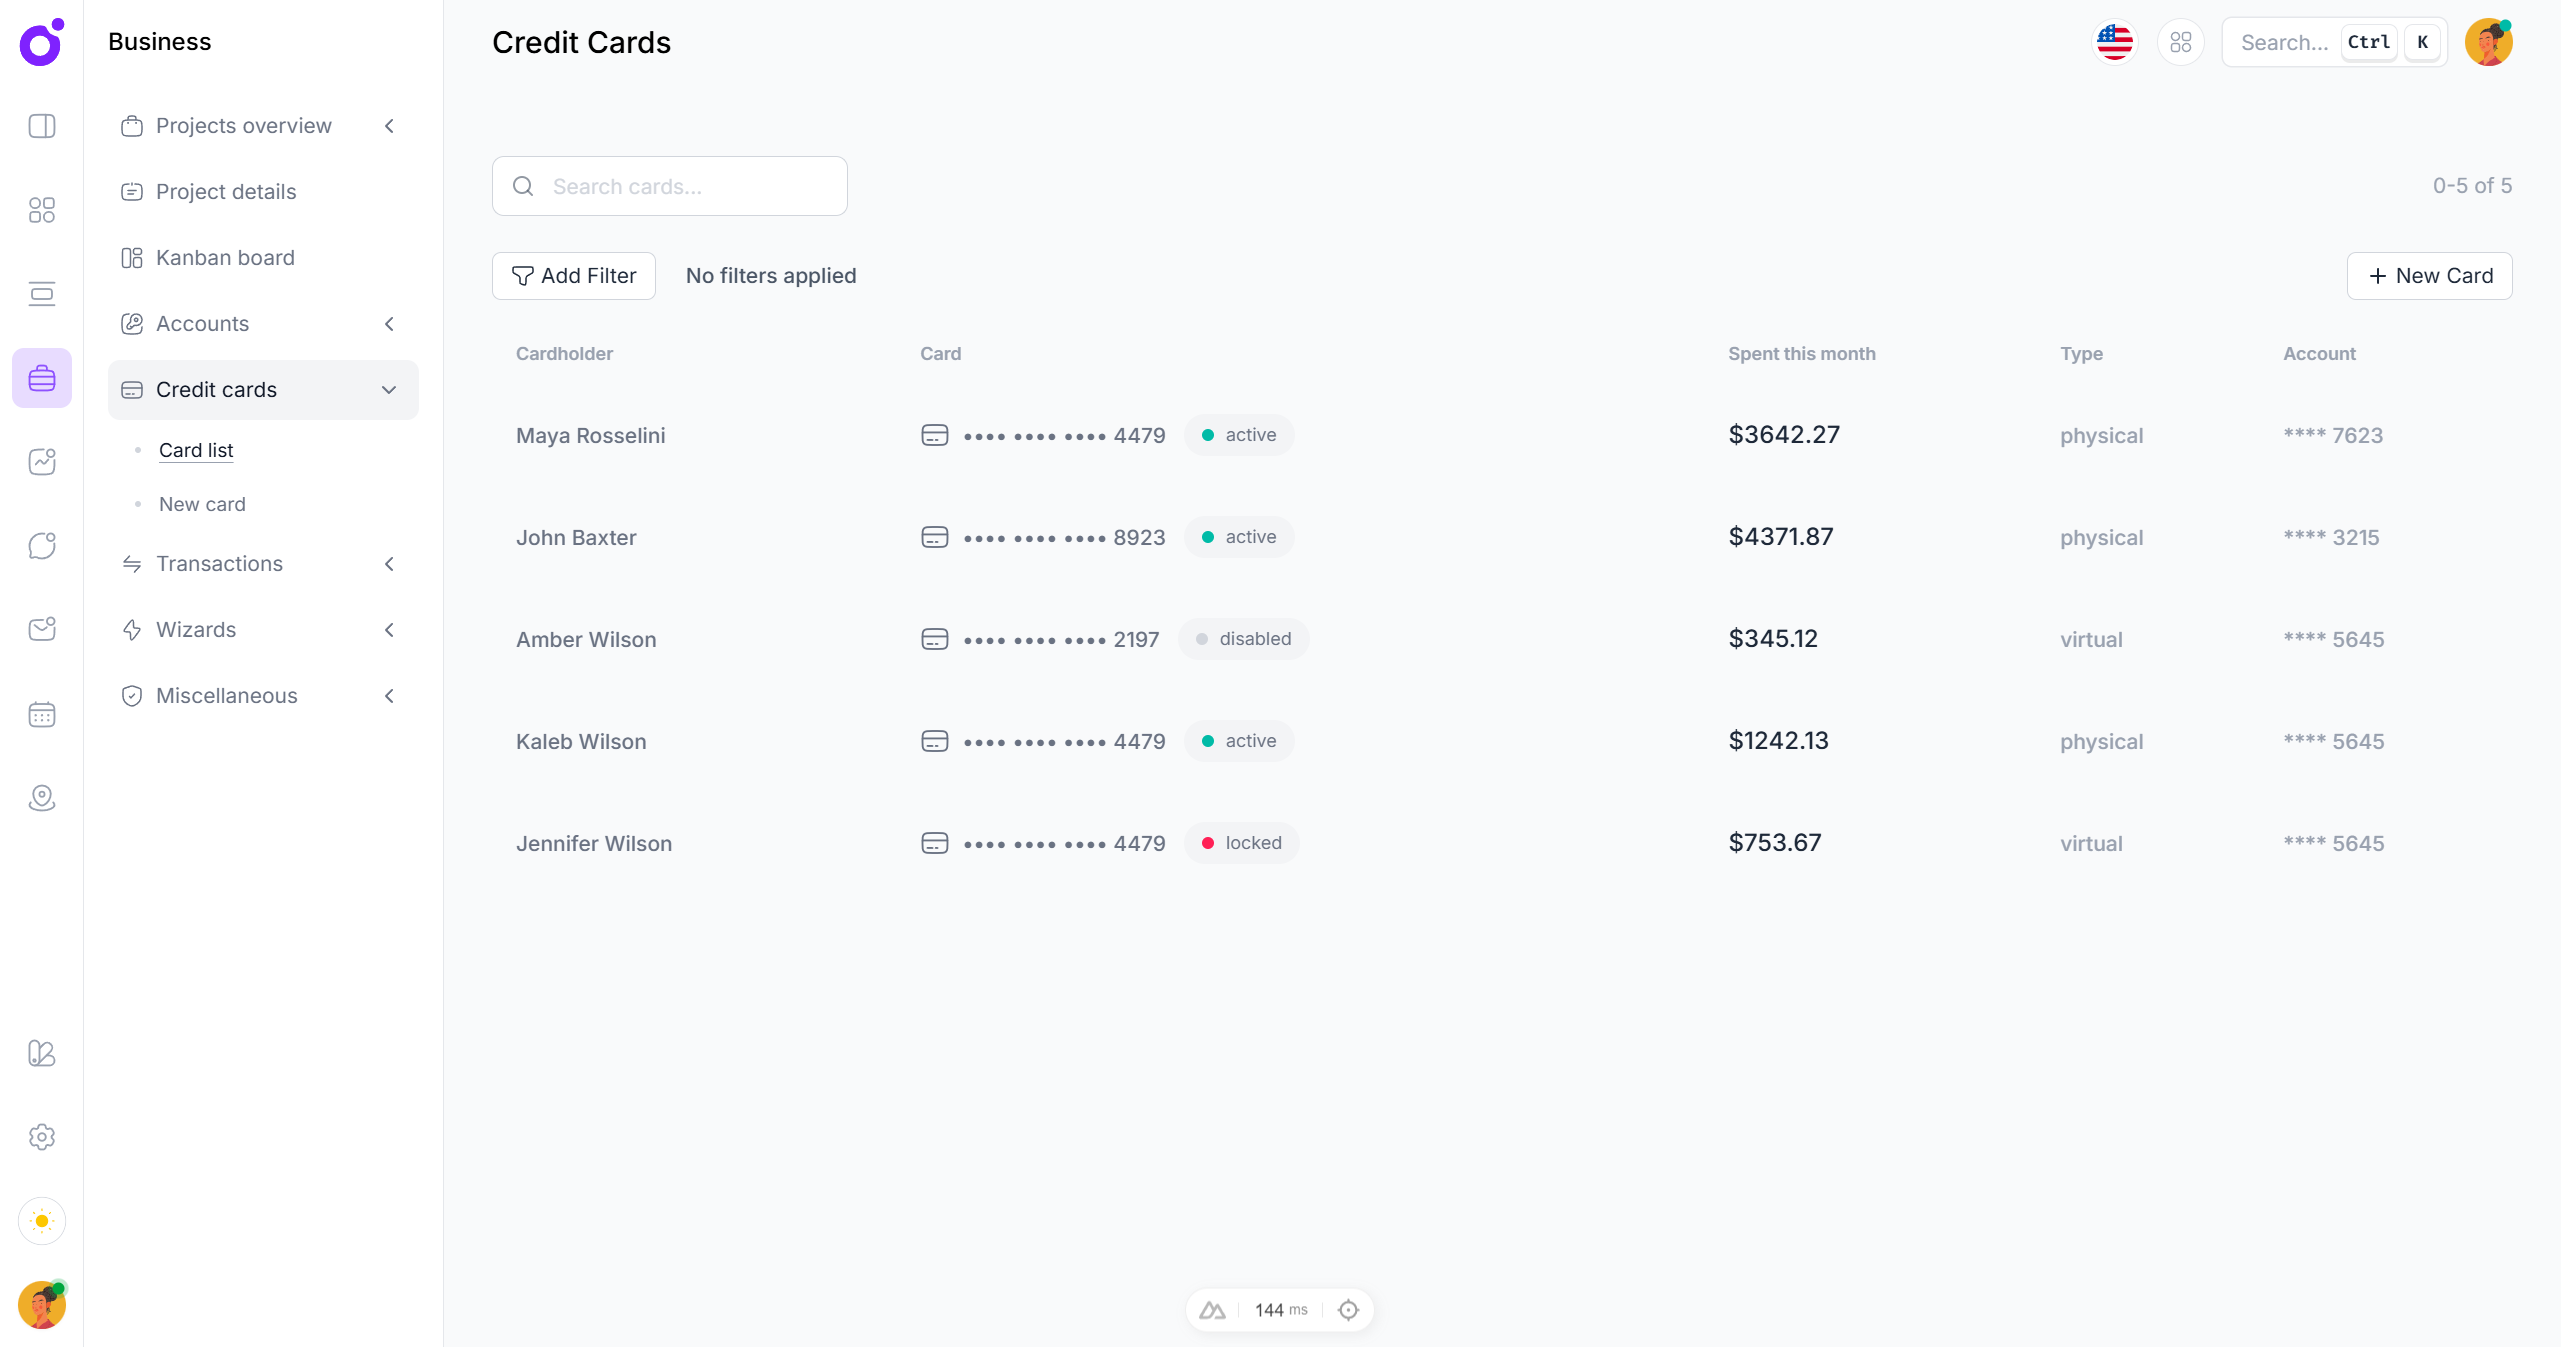 Business
Projects overview
Project details
Kanban board
Accounts
Credit cards
Card list
New card
Transactions
Wizards
Miscellaneous
Credit Cards
Search... Ctrl K
Search cards...
0-5 of 5
Add Filter No filters applied
New Card
Cardholder Card Spent this month Type Account
Maya Rosselini •••• •••• •••• 4479 active $3642.27 physical **** 7623
John Baxter •••• •••• •••• 8923 active $4371.87 physical **** 3215
Amber Wilson •••• •••• •••• 2197 disabled $345.12 virtual **** 5645
Kaleb Wilson •••• •••• •••• 4479 active $1242.13 physical **** 5645
Jennifer Wilson •••• •••• •••• 4479 locked $753.67 virtual **** 5645
144 ms